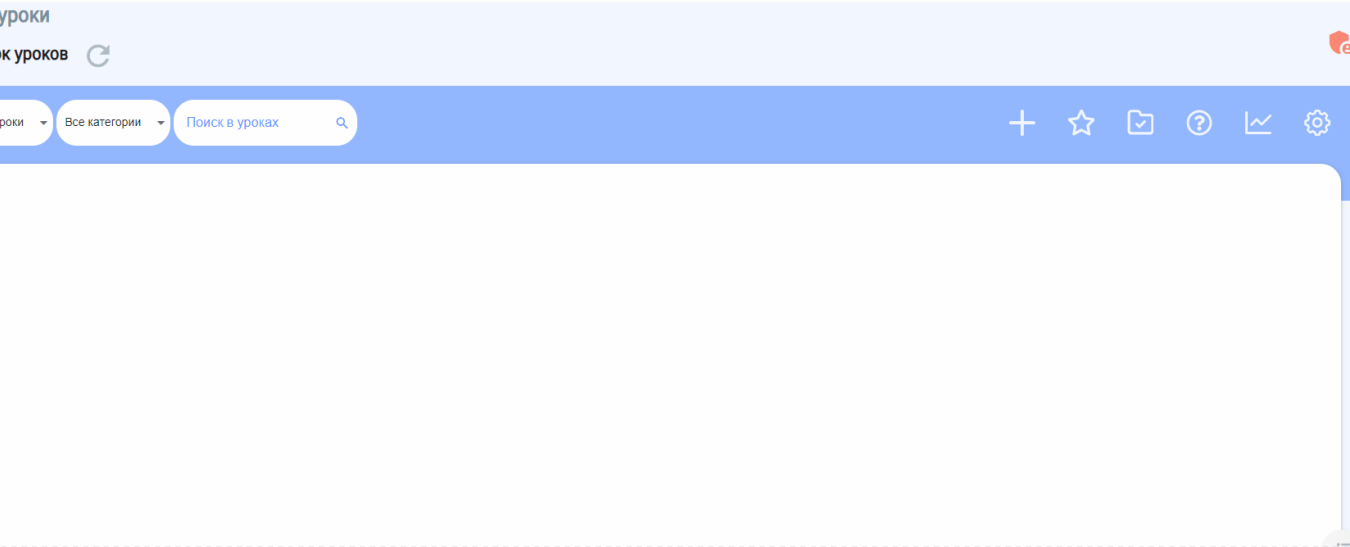 уроки
ок уроков
роки
Все категории
Поиск в уроках